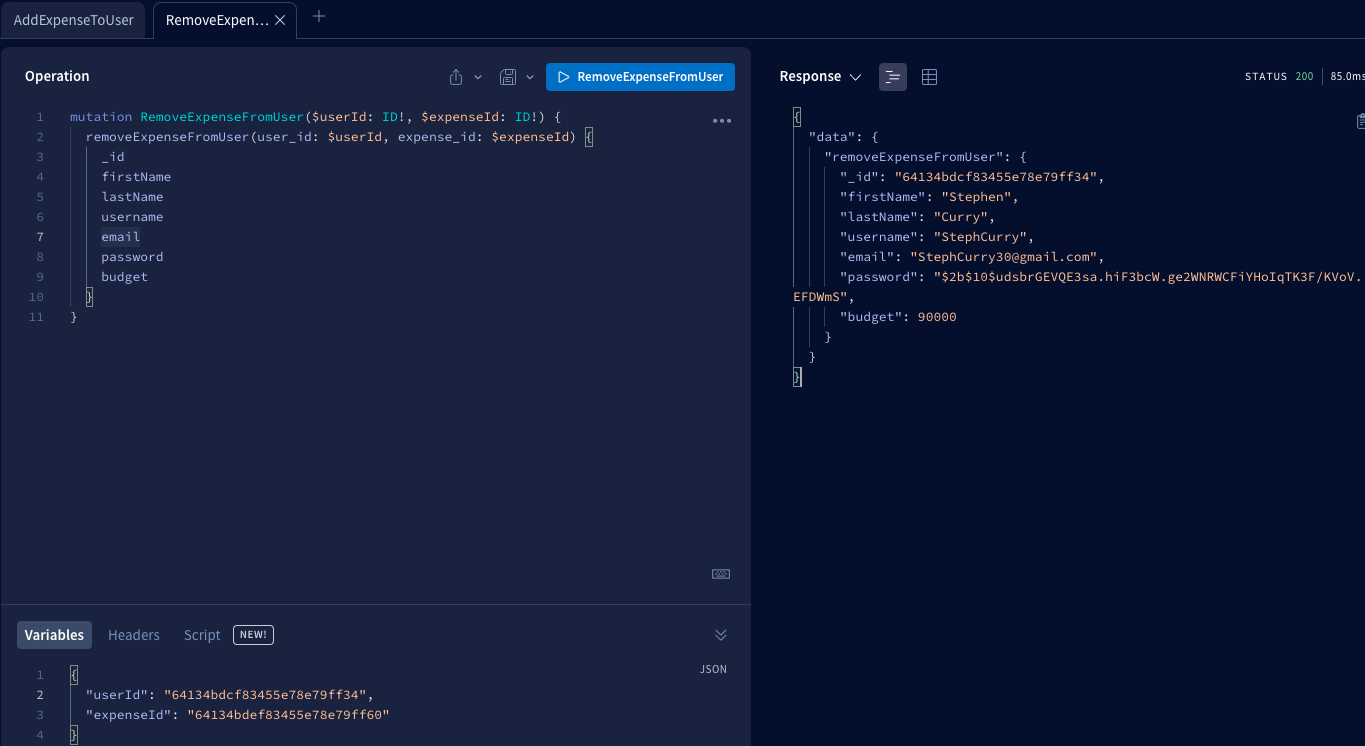 AddExpenseToUser
RemoveExpen...
Operation
RemoveExpenseFromUser
1 mutation RemoveExpenseFromUser($userId: ID!, $expenseId: ID!) {
2 removeExpenseFromUser(user_id: $userId, expense_id: $expenseId) {
3 _id
4 firstName
5 lastName
6 username
7 email
8 password
9 budget
10 }
11 }
Variables Headers Script NEW!
JSON
1 {
2 "userId": "64134bdcf83455e78e79ff34",
3 "expenseId": "64134bdef83455e78e79ff60"
4 }
Response
STATUS 200 85.0ms
{
"data": {
"removeExpenseFromUser": {
"_id": "64134bdcf83455e78e79ff34",
"firstName": "Stephen",
"lastName": "Curry",
"username": "StephCurry",
"email": "StephCurry30@gmail.com",
"password": "$2b$10$udsbrGEVQE3sa.hiF3bcW.ge2WNRWCFiYHoIqTK3F/KVoV.
EFDWmS",
"budget": 90000
}
}
}